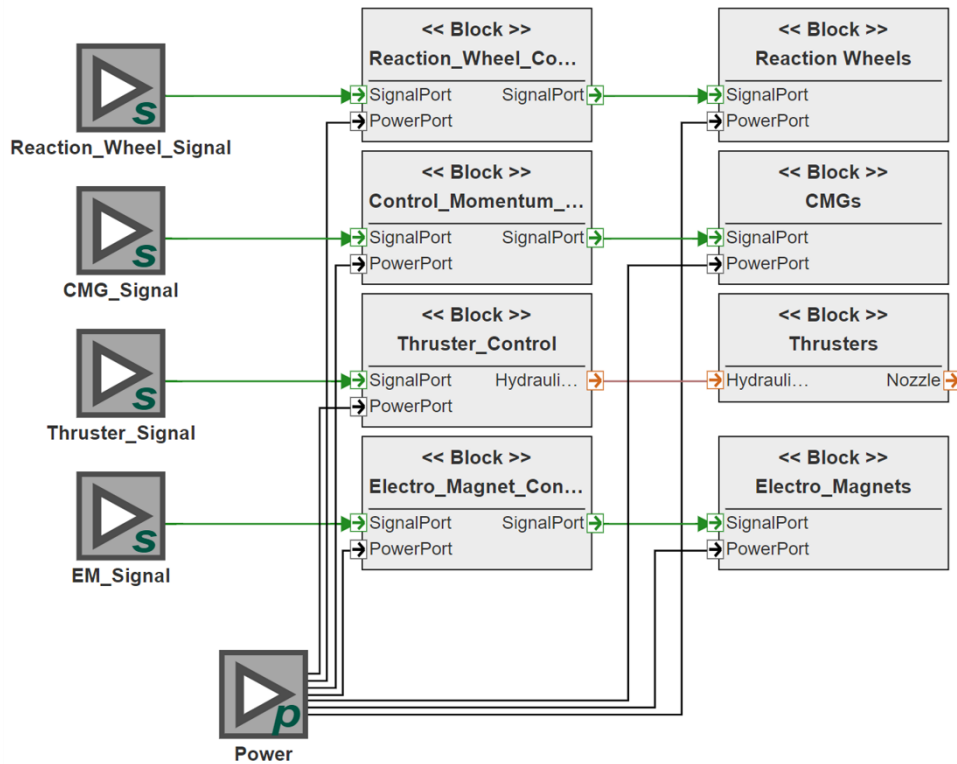 << Block >>
Reaction_Wheel_Co...
SignalPort SignalPort
PowerPort
<< Block >>
Reaction Wheels
SignalPort
PowerPort
S
Reaction_Wheel_Signal
<< Block >>
Control_Momentum_...
SignalPort SignalPort
PowerPort
<< Block >>
CMGs
SignalPort
PowerPort
S
CMG_Signal
<< Block >>
Thruster_Control
SignalPort Hydrauli...
PowerPort
<< Block >>
Thrusters
Hydrauli... Nozzle
S
Thruster_Signal
<< Block >>
Electro_Magnet_Con...
SignalPort SignalPort
PowerPort
<< Block >>
Electro_Magnets
SignalPort
PowerPort
S
EM_Signal
p
Power